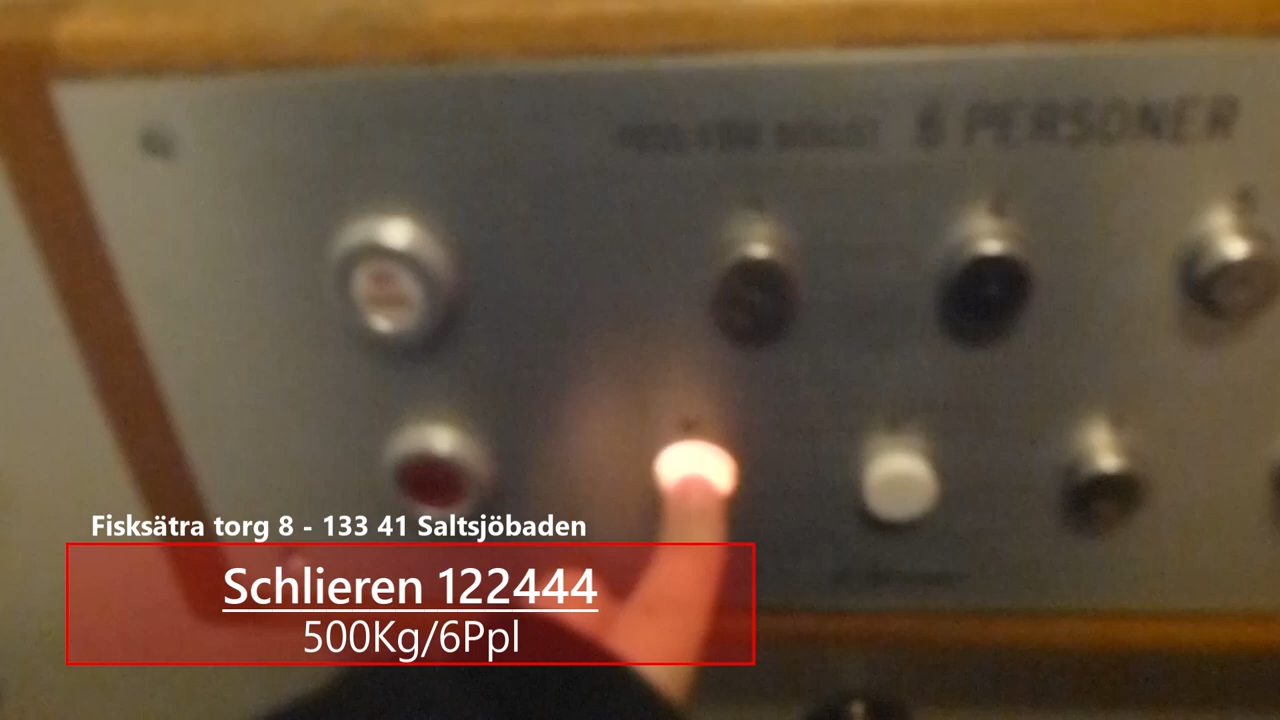 6 PERSONER
Fisksätra torg 8 - 133 41 Saltsjöbaden
Schlieren 122444
500Kg/6Ppl